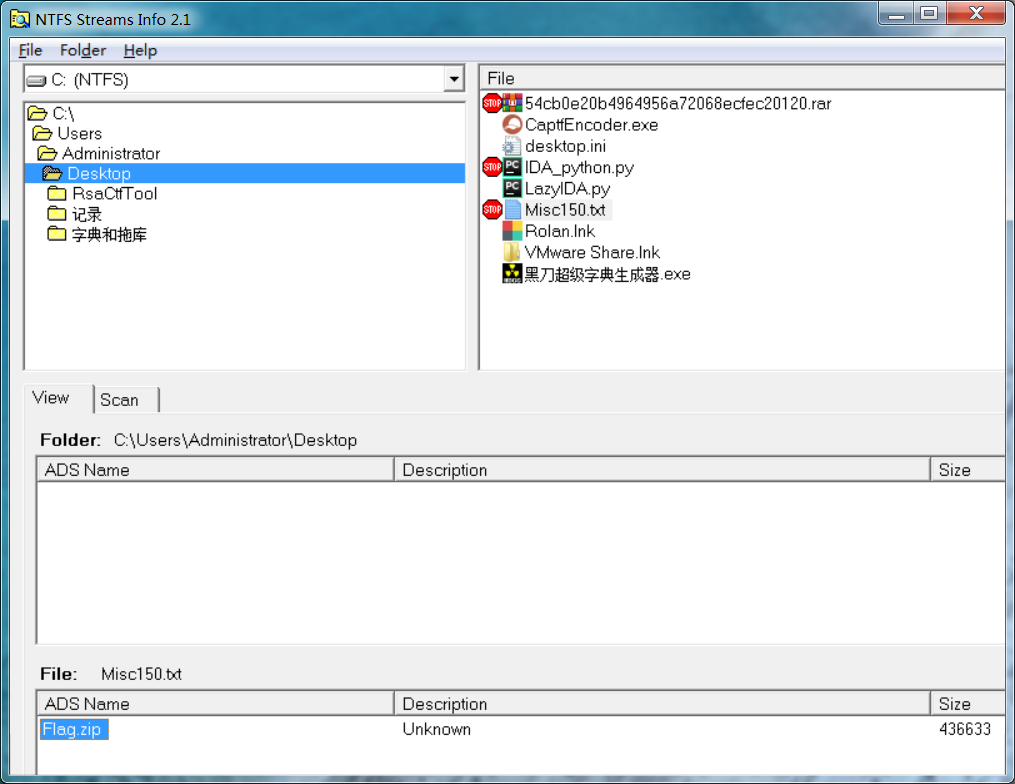 NTFS Streams Info 2.1
File Folder Help
C: (NTFS)
C:\
Users
Administrator
Desktop
RsaCtfTool
记录
字典和拖库
File
54cb0e20b4964956a72068ecfec20120.rar
CaptfEncoder.exe
desktop.ini
IDA_python.py
LazyIDA.py
Misc150.txt
Rolan.lnk
VMware Share.lnk
黑刀超级字典生成器.exe
View Scan
Folder: C:\Users\Administrator\Desktop
ADS Name Description Size
File: Misc150.txt
ADS Name Description Size
Flag.zip Unknown 436633